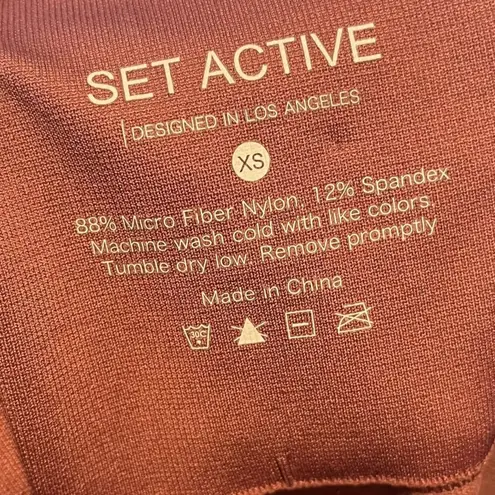 SET ACTIVE
DESIGNED IN LOS ANGELES
XS
88% Micro Fiber Nylon, 12% Spandex
Machine wash cold with like colors
Tumble dry low. Remove promptly
Made in China
30C